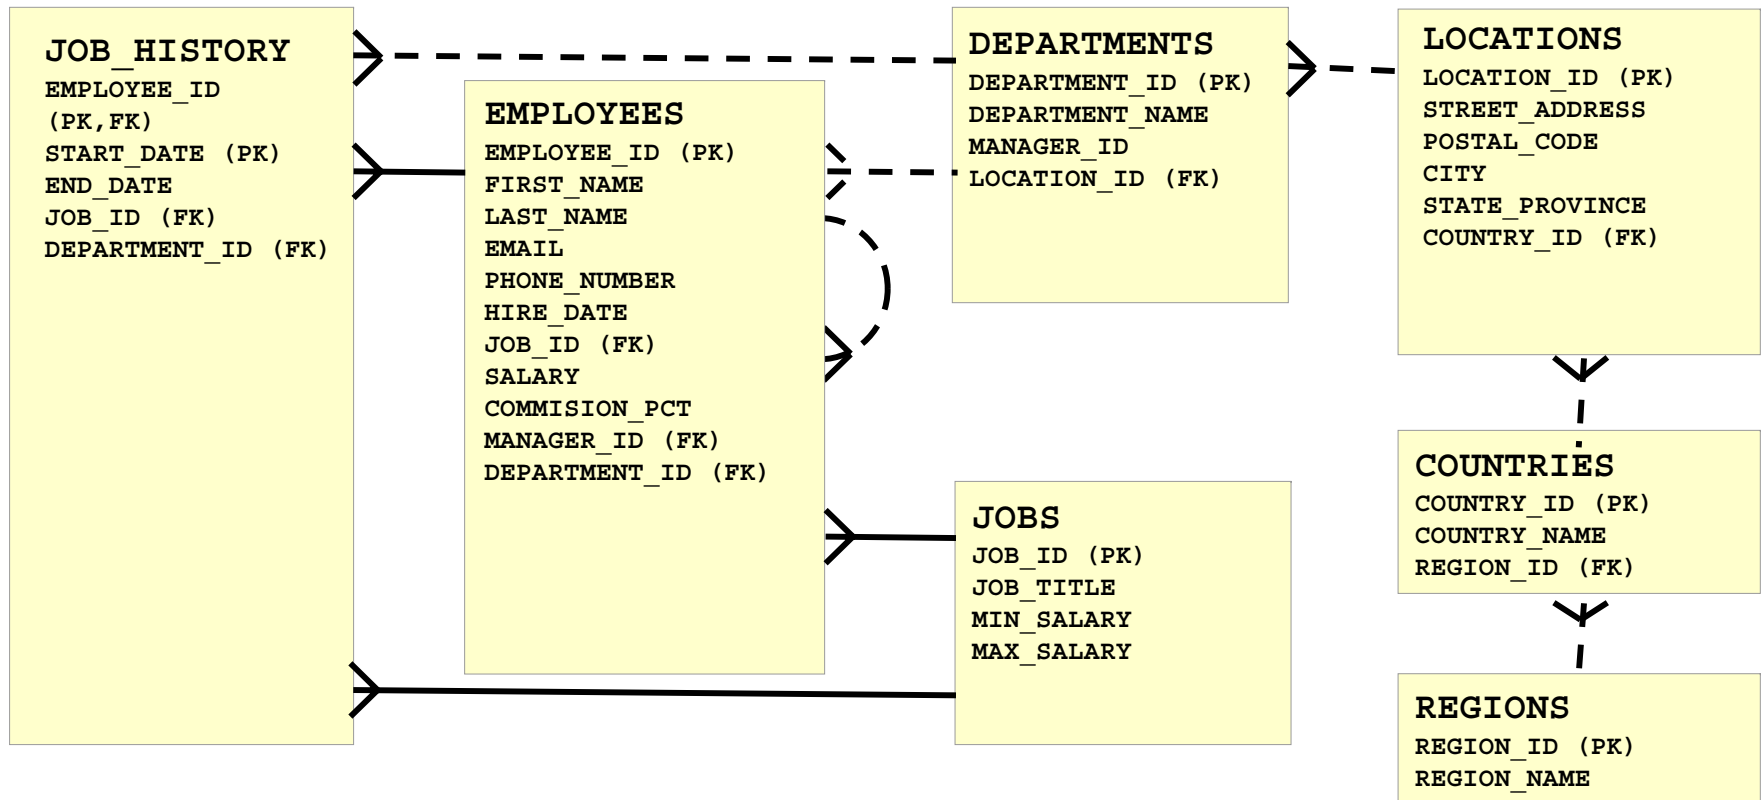 JOB_HISTORY
EMPLOYEE_ID
(PK,FK)
START_DATE (PK)
END_DATE
JOB_ID (FK)
DEPARTMENT_ID (FK)
EMPLOYEES
EMPLOYEE_ID (PK)
FIRST_NAME
LAST_NAME
EMAIL
PHONE_NUMBER
HIRE_DATE
JOB_ID (FK)
SALARY
COMMISION_PCT
MANAGER_ID (FK)
DEPARTMENT_ID (FK)
DEPARTMENTS
DEPARTMENT_ID (PK)
DEPARTMENT_NAME
MANAGER_ID
LOCATION_ID (FK)
JOBS
JOB_ID (PK)
JOB_TITLE
MIN_SALARY
MAX_SALARY
LOCATIONS
LOCATION_ID (PK)
STREET_ADDRESS
POSTAL_CODE
CITY
STATE_PROVINCE
COUNTRY_ID (FK)
COUNTRIES
COUNTRY_ID (PK)
COUNTRY_NAME
REGION_ID (FK)
REGIONS
REGION_ID (PK)
REGION_NAME